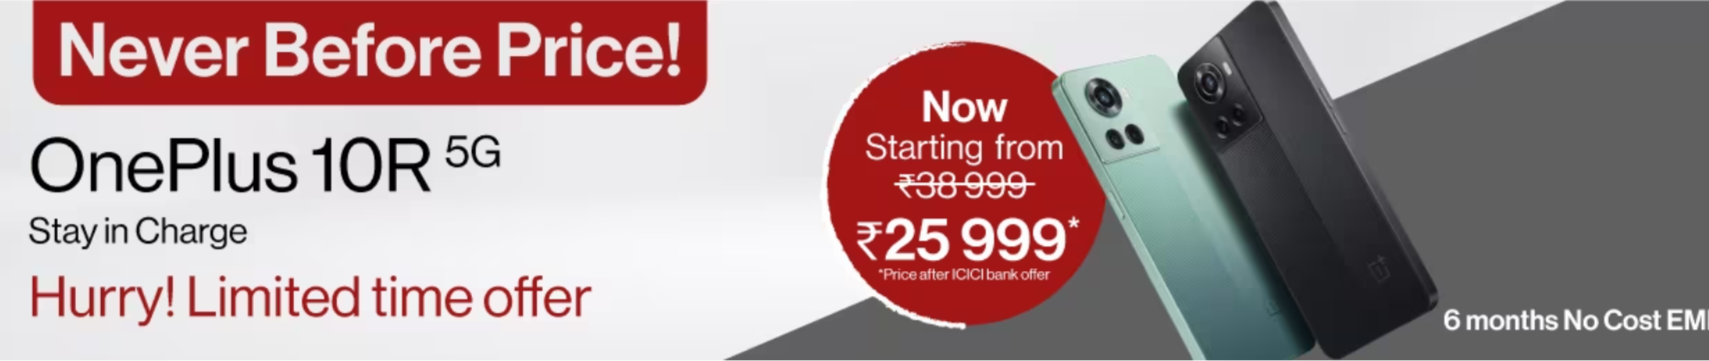 Never Before Price!
OnePlus 10R 5G
Stay in Charge
Hurry! Limited time offer
Now
Starting from
₹38 999
₹25 999*
*Price after ICICI bank offer
6 months No Cost EMI